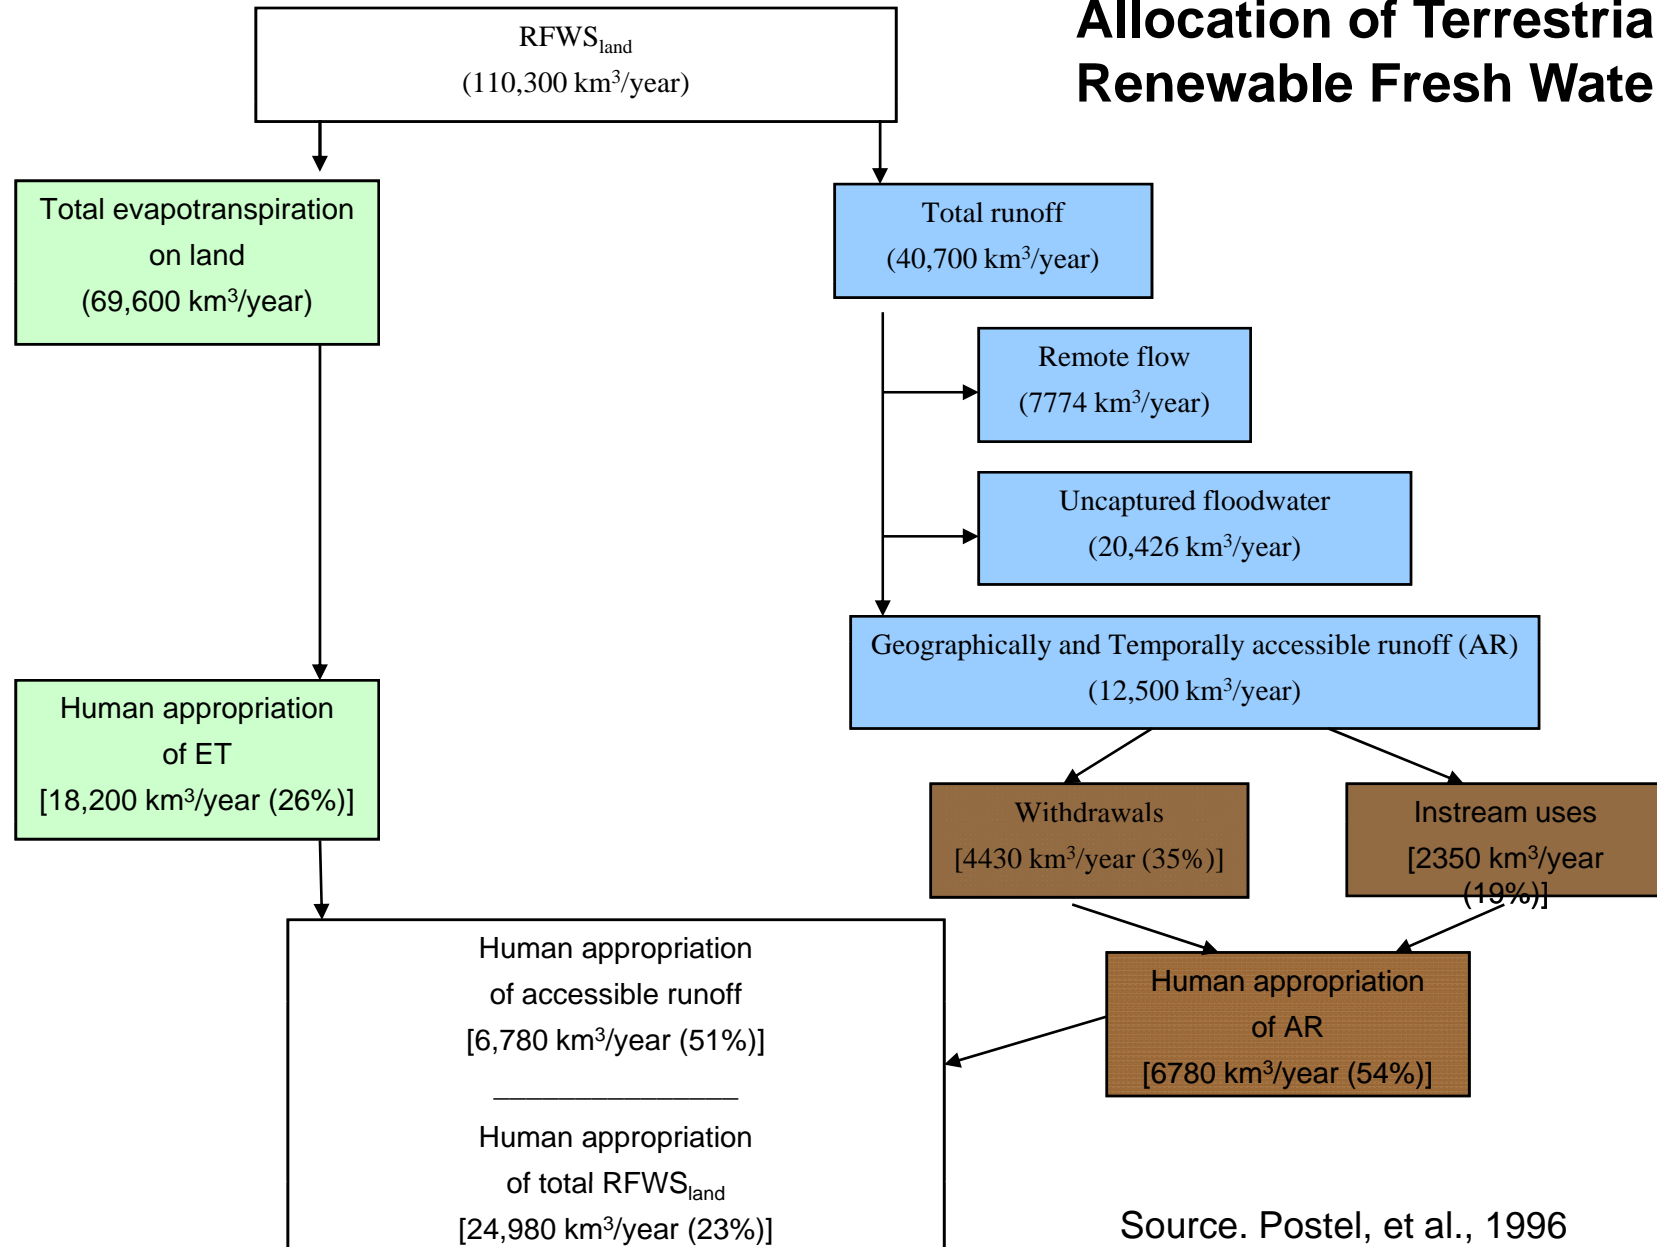 Allocation of Terrestria
Renewable Fresh Wate
RFWSland
(110,300 km³/year)
Total evapotranspiration
on land
(69,600 km³/year)
Total runoff
(40,700 km³/year)
Remote flow
(7774 km³/year)
Uncaptured floodwater
(20,426 km³/year)
Geographically and Temporally accessible runoff (AR)
(12,500 km³/year)
Human appropriation
of ET
[18,200 km³/year (26%)]
Withdrawals
[4430 km³/year (35%)]
Instream uses
[2350 km³/year
(19%)]
Human appropriation
of AR
[6780 km³/year (54%)]
Human appropriation
of accessible runoff
[6,780 km³/year (51%)]
_______________
Human appropriation
of total RFWSland
[24,980 km³/year (23%)]
Source. Postel, et al., 1996